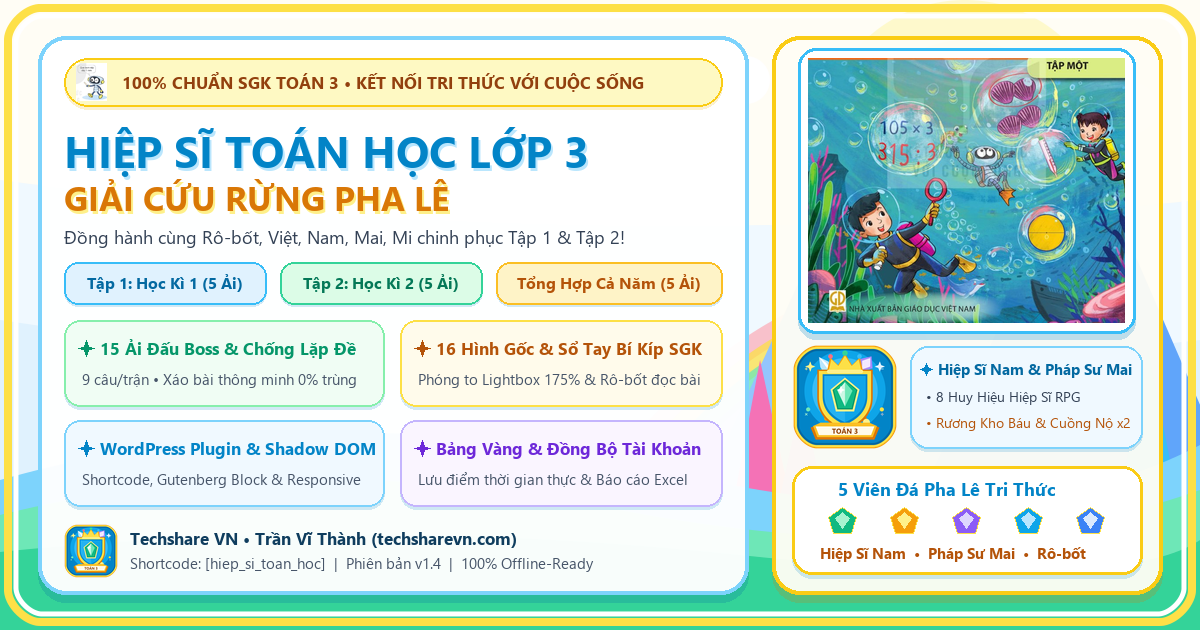 100% CHUẨN SGK TOÁN 3 • KẾT NỐI TRI THỨC VỚI CUỘC SỐNG
HIỆP SĨ TOÁN HỌC LỚP 3
GIẢI CỨU RỪNG PHA LÊ
Đồng hành cùng Rô-bốt, Việt, Nam, Mai, Mi chinh phục Tập 1 & Tập 2!
Tập 1: Học Kì 1 (5 Ải)
Tập 2: Học Kì 2 (5 Ải)
Tổng Hợp Cả Năm (5 Ải)
15 Ải Đấu Boss & Chống Lặp Đề
9 câu/trận • Xáo bài thông minh 0% trùng
16 Hình Gốc & Sổ Tay Bí Kíp SGK
Phóng to Lightbox 175% & Rô-bốt đọc bài
WordPress Plugin & Shadow DOM
Shortcode, Gutenberg Block & Responsive
Bảng Vàng & Đồng Bộ Tài Khoản
Lưu điểm thời gian thực & Báo cáo Excel
TOÁN 3
Techshare VN • Trần Vĩ Thành (techsharevn.com)
Shortcode: [hiep_si_toan_hoc] | Phiên bản v1.4 | 100% Offline-Ready
TẬP MỘT
105 × 3
315 : 3
GD
NHÀ XUẤT BẢN GIÁO DỤC VIỆT NAM
TOÁN 3
Hiệp Sĩ Nam & Pháp Sư Mai
• 8 Huy Hiệu Hiệp Sĩ RPG
• Rương Kho Báu & Cuồng Nộ x2
5 Viên Đá Pha Lê Tri Thức
Hiệp Sĩ Nam • Pháp Sư Mai • Rô-bốt